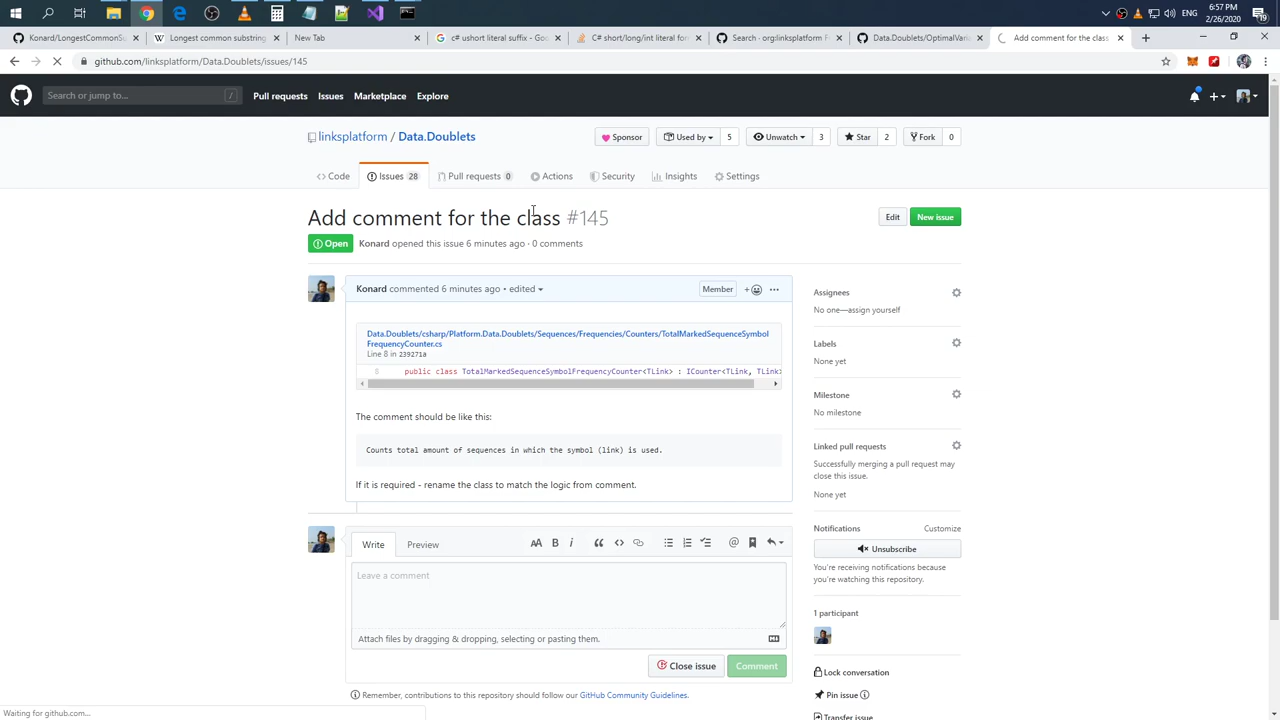 ENG
6:57 PM
2/26/2020
19
Konard/LongestCommonSu
Longest common substring
New Tab
c# ushort literal suffix - Goo
C# short/long/int literal form
Search · org:linksplatform F
Data.Doublets/OptimalVaria
Add comment for the class
github.com/linksplatform/Data.Doublets/issues/145
Search or jump to...
/
Pull requests
Issues
Marketplace
Explore
linksplatform / Data.Doublets
Sponsor
Used by
5
Unwatch
3
Star
2
Fork
0
Code
Issues 28
Pull requests 0
Actions
Security
Insights
Settings
Add comment for the class #145
Edit
New issue
Open
Konard opened this issue 6 minutes ago · 0 comments
Konard commented 6 minutes ago • edited
Member
Data.Doublets/csharp/Platform.Data.Doublets/Sequences/Frequencies/Counters/TotalMarkedSequenceSymbol
FrequencyCounter.cs
Line 8 in 239271a
8 public class TotalMarkedSequenceSymbolFrequencyCounter<TLink> : ICounter<TLink, TLink>
The comment should be like this:
Counts total amount of sequences in which the symbol (link) is used.
If it is required - rename the class to match the logic from comment.
Assignees
No one—assign yourself
Labels
None yet
Milestone
No milestone
Linked pull requests
Successfully merging a pull request may
close this issue.
None yet
Notifications
Customize
Unsubscribe
You're receiving notifications because
you're watching this repository.
1 participant
Lock conversation
Pin issue
Transfer issue
Write
Preview
AA B i
Leave a comment
Attach files by dragging & dropping, selecting or pasting them.
Close issue
Comment
Remember, contributions to this repository should follow our GitHub Community Guidelines.
Waiting for github.com...